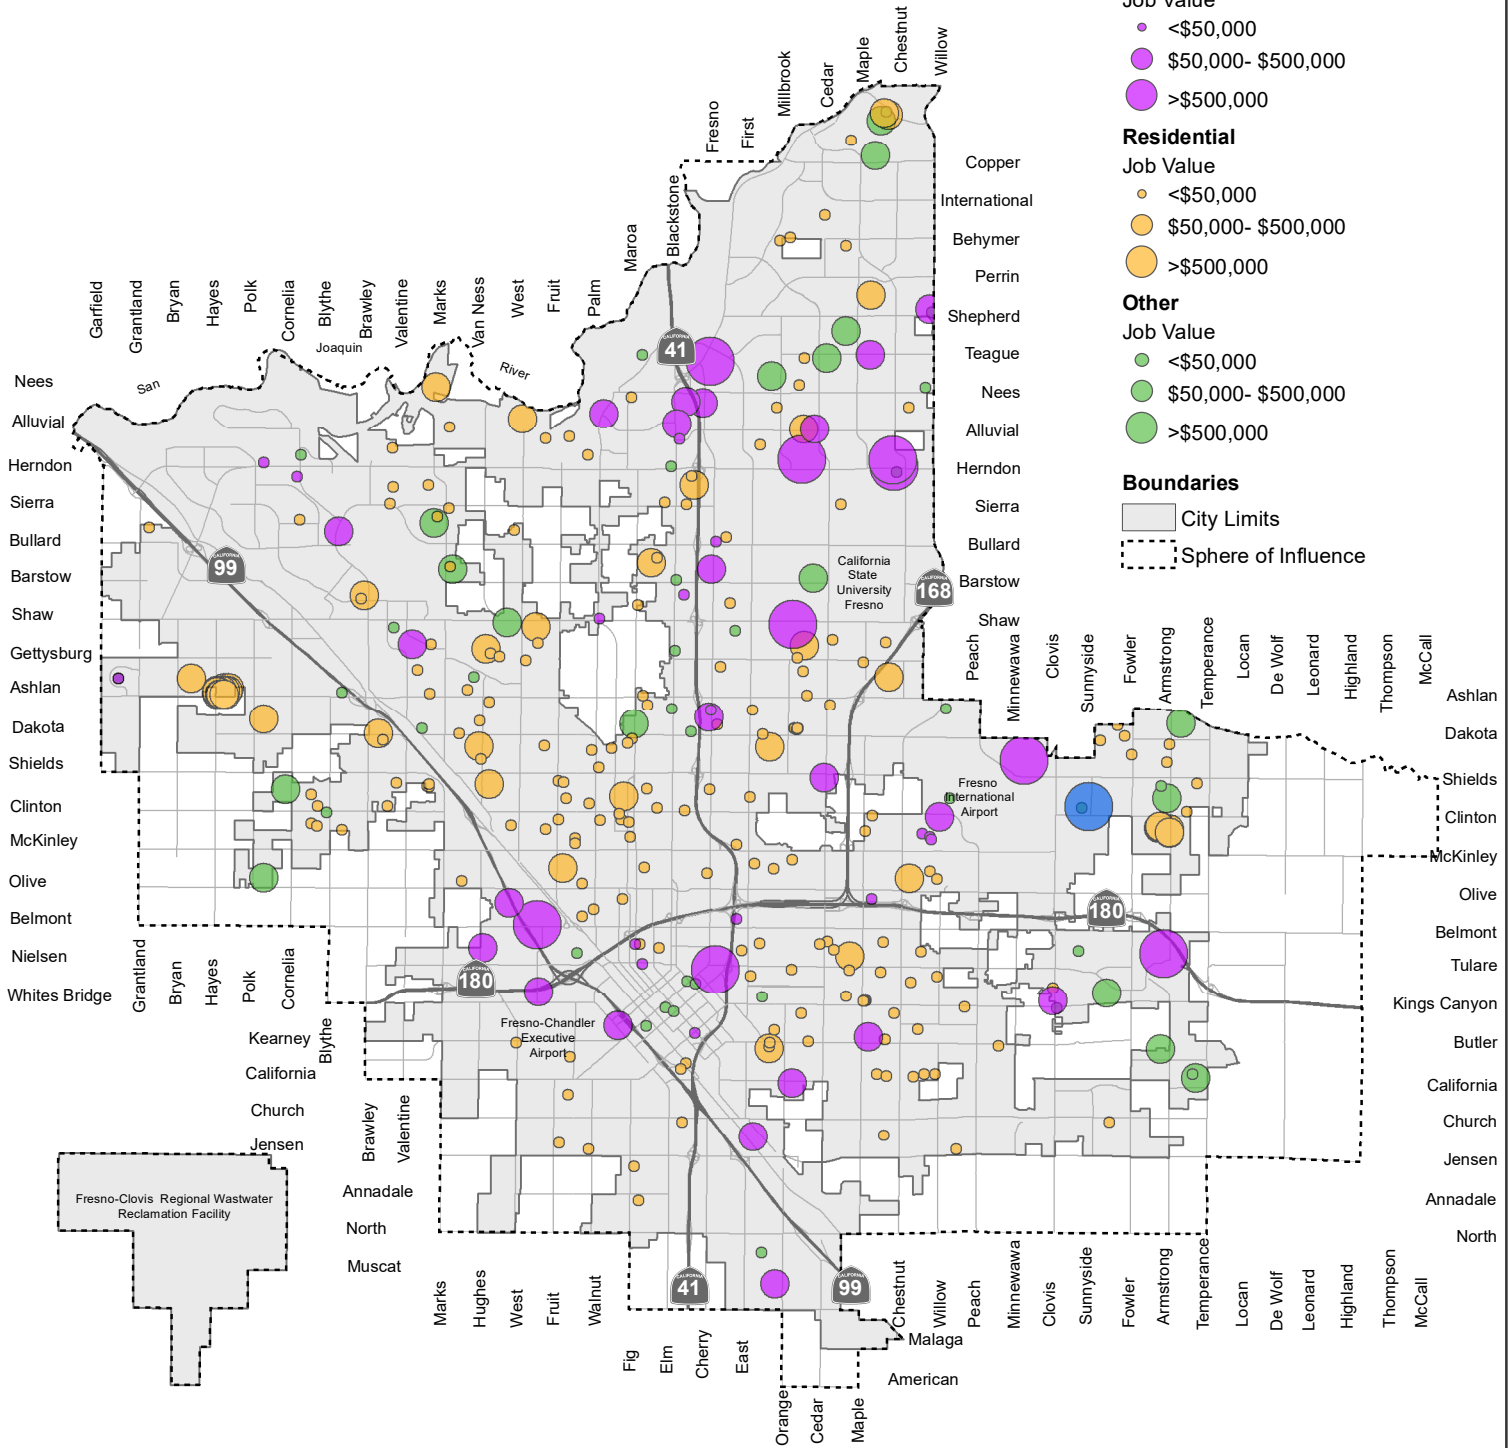 Job Value
<$50,000
$50,000- $500,000
>$500,000
Residential
Job Value
<$50,000
$50,000- $500,000
>$500,000
Other
Job Value
<$50,000
$50,000- $500,000
>$500,000
Boundaries
City Limits
Sphere of Influence
Millbrook
Cedar
Maple
Chestnut
Willow
Fresno
First
Blackstone
Maroa
Copper
International
Behymer
Perrin
Shepherd
Teague
Nees
Alluvial
Herndon
Sierra
Bullard
Barstow
Shaw
Garfield
Grantland
Bryan
Hayes
Polk
Cornelia
Blythe
Brawley
Valentine
Marks
Van Ness
West
Fruit
Palm
San
Joaquin
River
Nees
Alluvial
Herndon
Sierra
Bullard
Barstow
Shaw
Gettysburg
Ashlan
Dakota
Shields
Clinton
McKinley
Olive
Belmont
Nielsen
Whites Bridge
CALIFORNIA
41
CALIFORNIA
99
CALIFORNIA
168
California
State
University
Fresno
Peach
Minnewawa
Clovis
Sunnyside
Fowler
Armstrong
Temperance
Locan
De Wolf
Leonard
Highland
Thompson
McCall
Ashlan
Dakota
Shields
Clinton
McKinley
Olive
Belmont
Tulare
Kings Canyon
Butler
California
Church
Jensen
Annadale
North
Fresno
International
Airport
CALIFORNIA
180
CALIFORNIA
180
Fresno-Chandler
Executive
Airport
Grantland
Bryan
Hayes
Polk
Cornelia
Blythe
Kearney
California
Church
Jensen
Brawley
Valentine
Annadale
North
Muscat
Fresno-Clovis Regional Wastwater
Reclamation Facility
Marks
Hughes
West
Fruit
Walnut
Fig
Elm
Cherry
East
Orange
Cedar
Maple
CALIFORNIA
41
CALIFORNIA
99
Chestnut
Willow
Peach
Minnewawa
Clovis
Sunnyside
Fowler
Armstrong
Temperance
Locan
De Wolf
Leonard
Highland
Thompson
McCall
Malaga
American